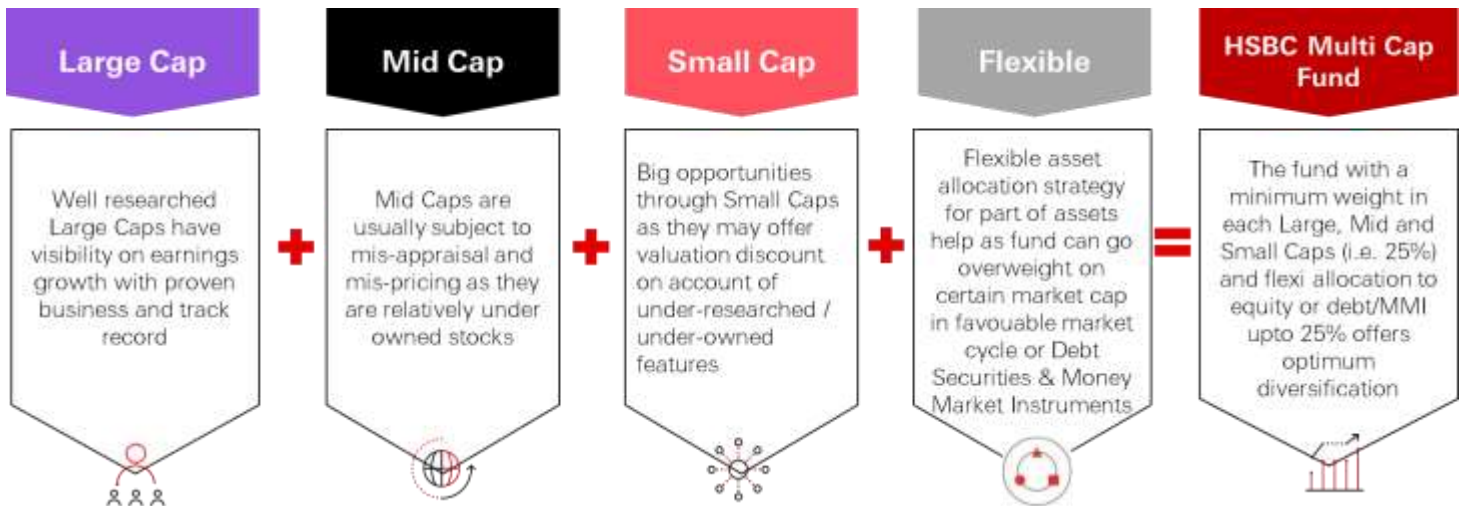 Large Cap
Well researched
Large Caps have
visibility on earnings
growth with proven
business and track
record
Mid Cap
Mid Caps are
usually subject to
mis-appraisal and
mis-pricing as they
are relatively under
owned stocks
Small Cap
Big opportunities
through Small Caps
as they may offer
valuation discount
on account of
under-researched /
under-owned
features
Flexible
Flexible asset
allocation strategy
for part of assets
help as fund can go
overweight on
certain market cap
in favouable market
cycle or Debt
Securities & Money
Market Instruments
HSBC Multi Cap
Fund
The fund with a
minimum weight in
each Large, Mid and
Small Caps (i.e. 25%)
and flexi allocation to
equity or debt/MMI
upto 25% offers
optimum
diversification